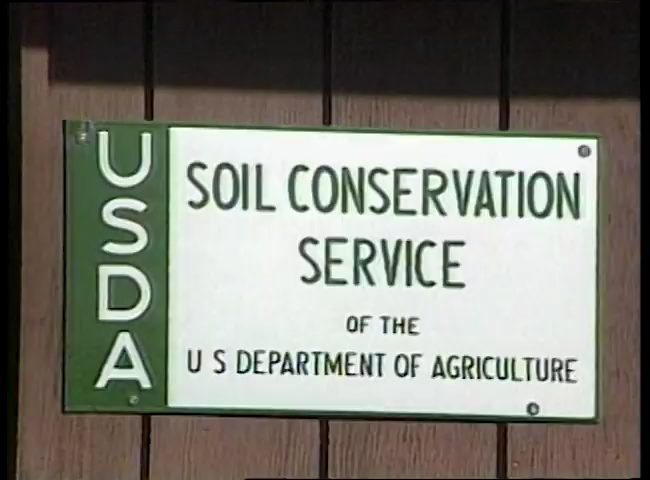 USDA
SOIL CONSERVATION
SERVICE
OF THE
U S DEPARTMENT OF AGRICULTURE